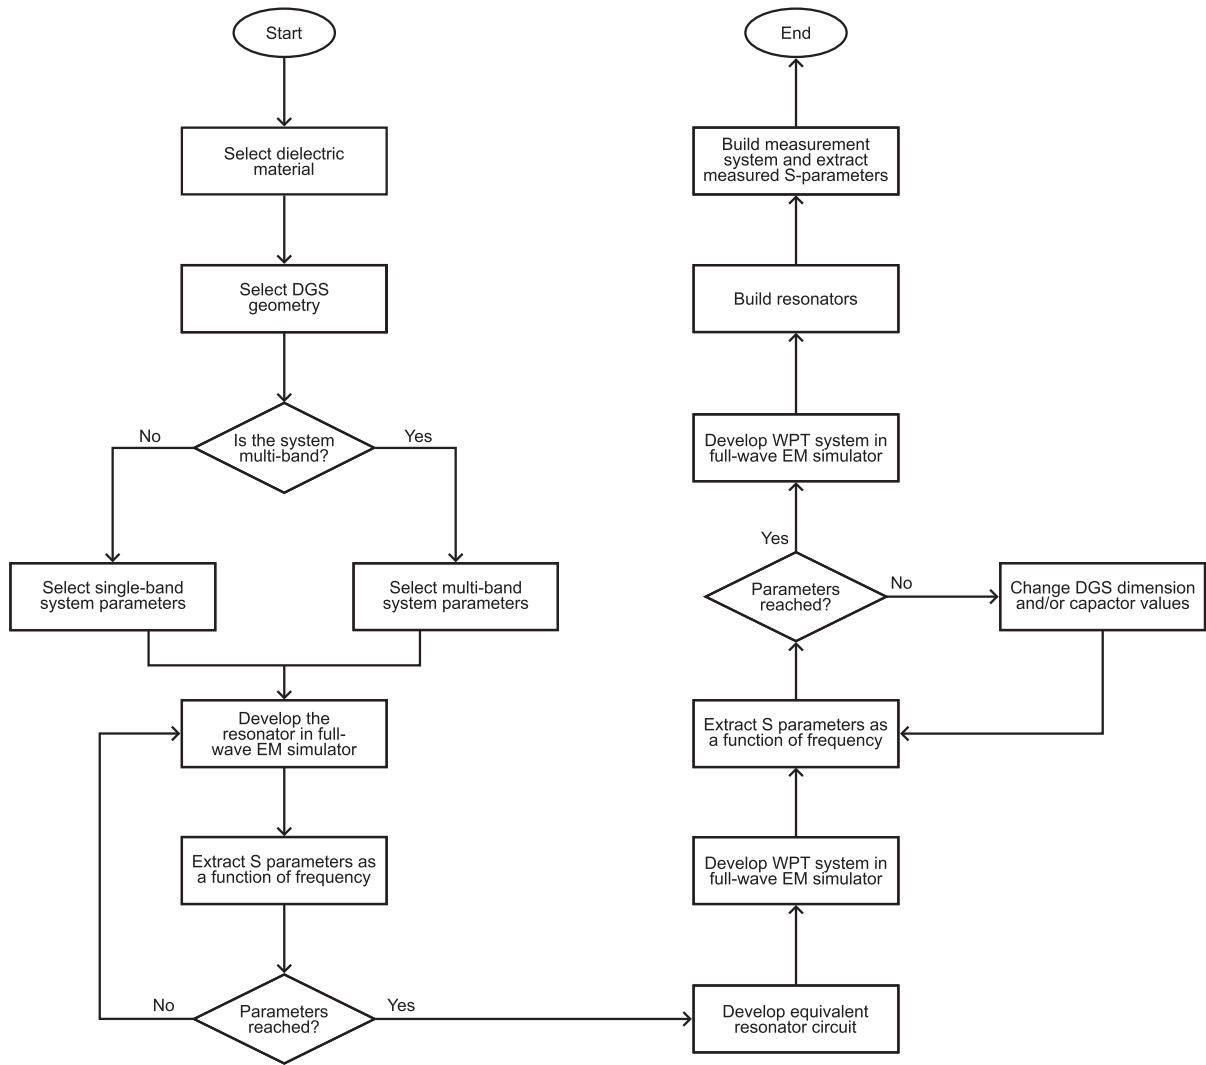 Start
Select dielectric
material
Select DGS
geometry
Is the system
multi-band?
No
Yes
Select single-band
system parameters
Select multi-band
system parameters
Develop the
resonator in full-
wave EM simulator
Extract S parameters as
a function of frequency
Parameters
reached?
No
Yes
Develop equivalent
resonator circuit
Develop WPT system in
full-wave EM simulator
Extract S parameters as
a function of frequency
Parameters
reached?
No
Change DGS dimension
and/or capactor values
Yes
Develop WPT system in
full-wave EM simulator
Build resonators
Build measurement
system and extract
measured S-parameters
End